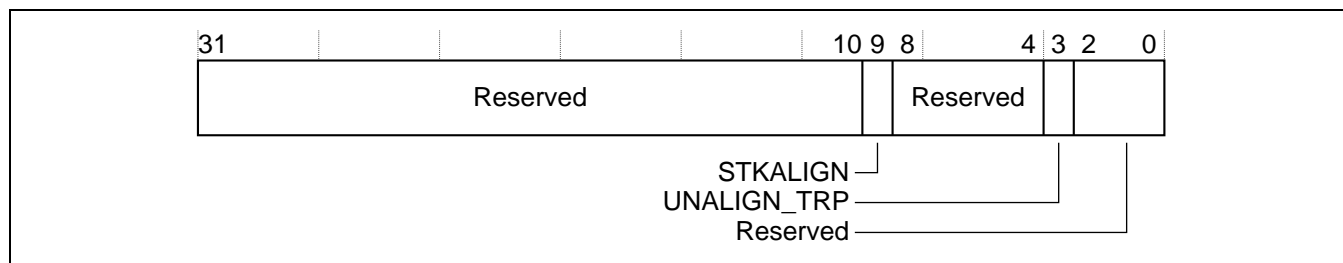 31 10 9 8 4 3 2 0
Reserved Reserved
STKALIGN
UNALIGN_TRP
Reserved